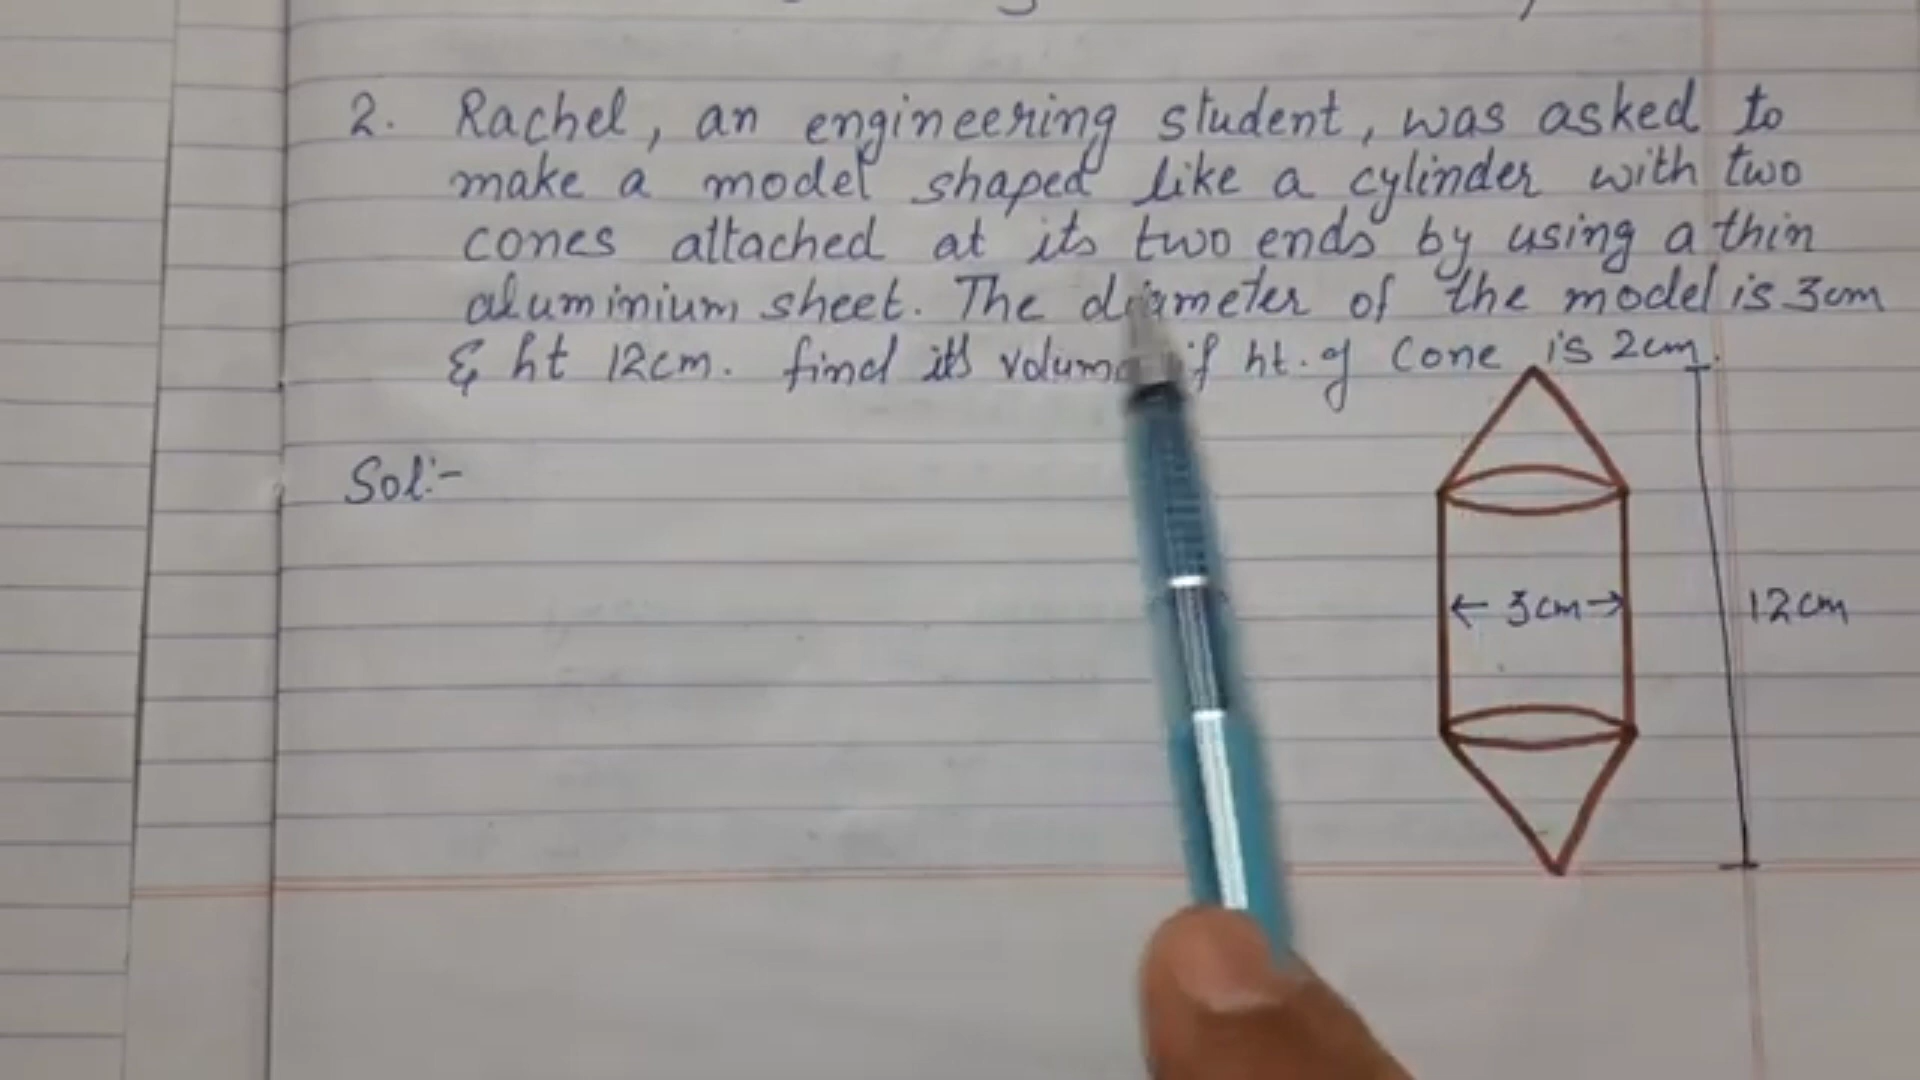 2. Rachel, an engineering student, was asked to
make a model shaped like a cylinder with two
cones attached at its two ends by using a thin
aluminium sheet. The diameter of the model is 3cm
& ht 12cm. find its volume if ht. of Cone is 2cm.
Sol:-
← 3cm →
12cm